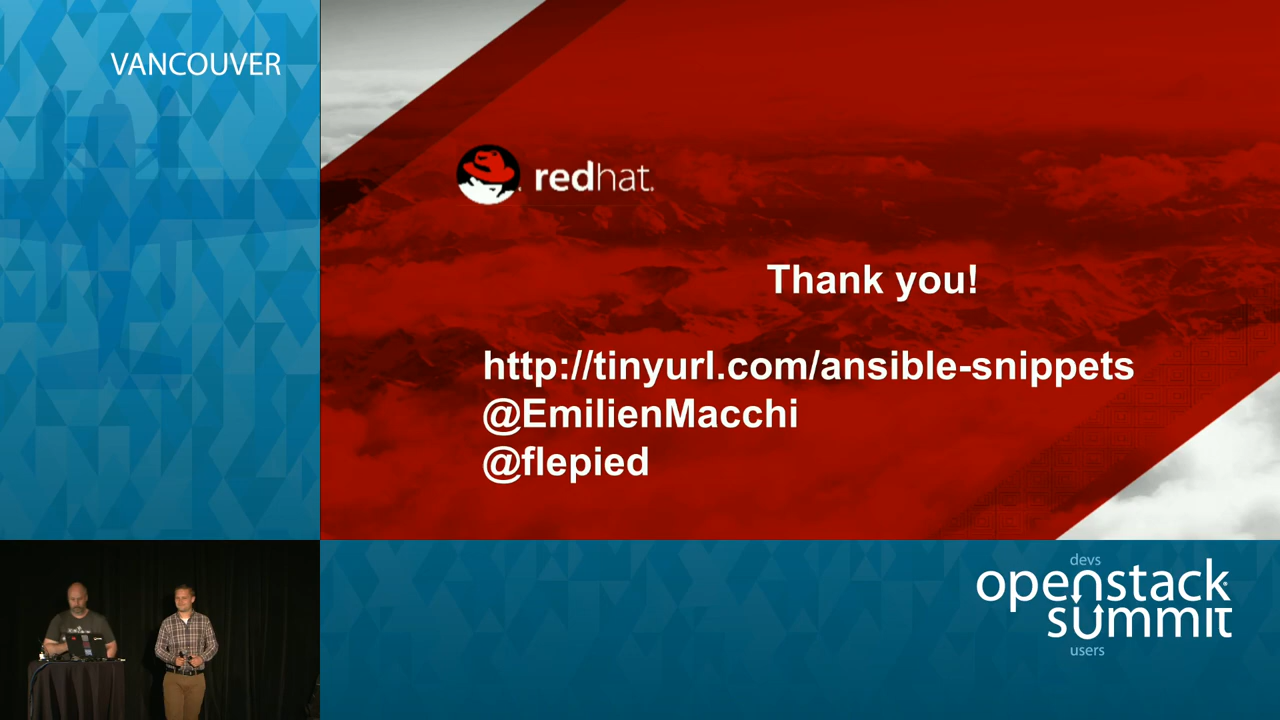 VANCOUVER
redhat.
Thank you!
http://tinyurl.com/ansible-snippets
@EmilienMacchi
@flepied
devs
openstack
summit
users